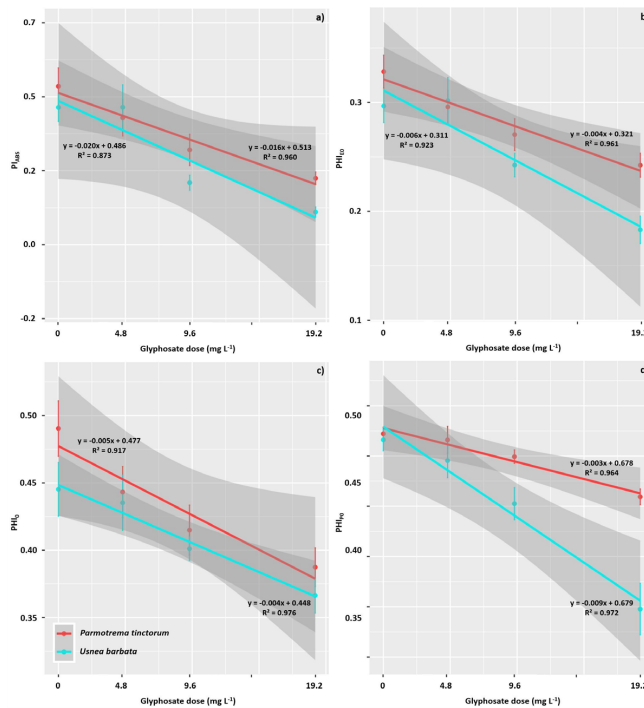 a)
0.7
0.5
0.2
0.0
-0.2
PI_ABS
y = -0.020x + 0.486
R² = 0.873
y = -0.016x + 0.513
R² = 0.960
0
4.8
9.6
19.2
Glyphosate dose (mg L⁻¹)
b
0.3
0.2
0.1
PHI_E0
y = -0.006x + 0.311
R² = 0.923
y = -0.004x + 0.321
R² = 0.961
0
4.8
9.6
19.2
Glyphosate dose (mg L⁻¹)
c)
0.50
0.45
0.40
0.35
PHI_0
y = -0.005x + 0.477
R² = 0.917
y = -0.004x + 0.448
R² = 0.976
Parmotrema tinctorum
Usnea barbata
0
4.8
9.6
19.2
Glyphosate dose (mg L⁻¹)
d
0.50
0.40
0.35
PHI_P0
y = -0.003x + 0.678
R² = 0.964
y = -0.009x + 0.679
R² = 0.972
0
4.8
9.6
19.2
Glyphosate dose (mg L⁻¹)